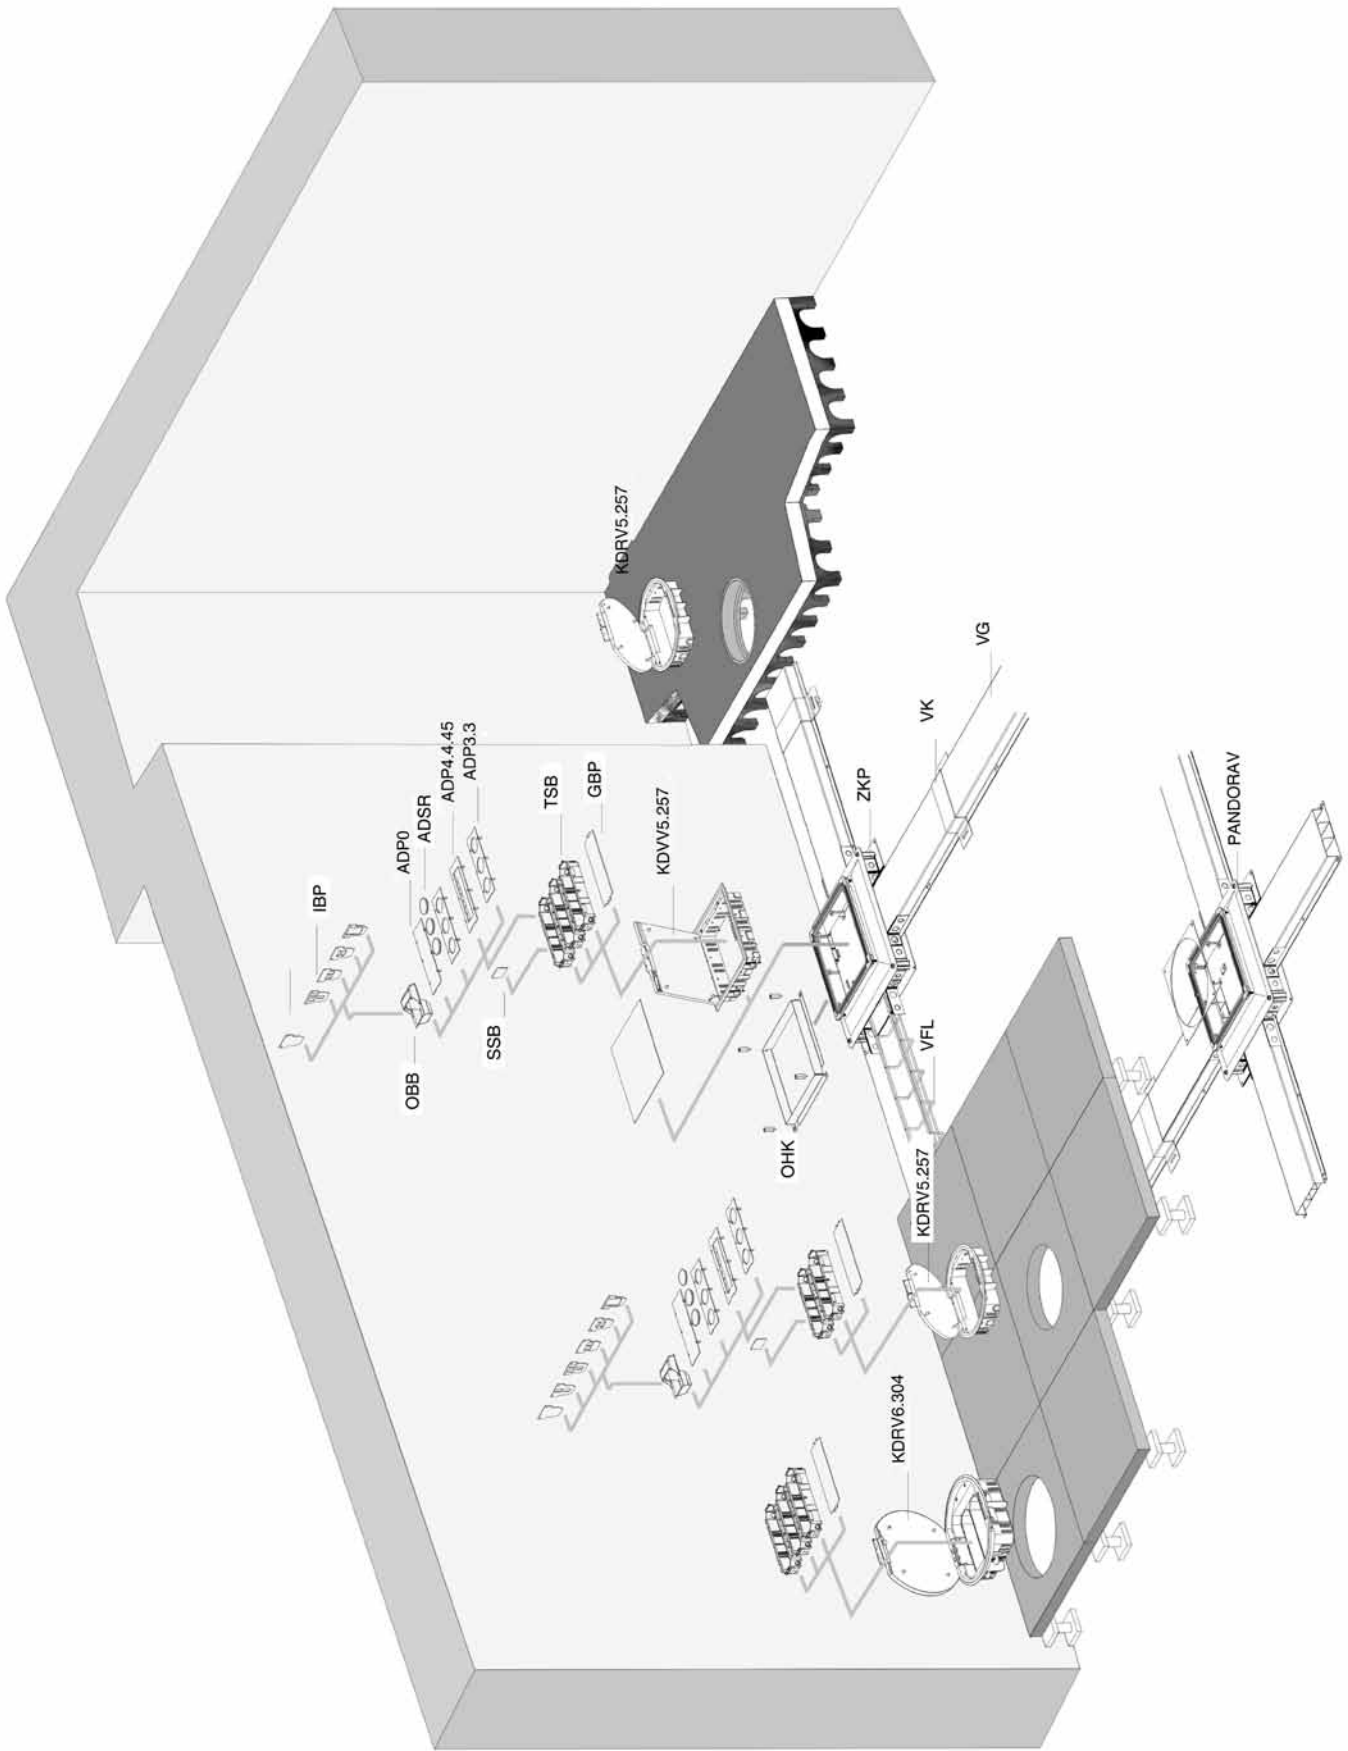 IBP
ADP0
ADSR
ADP4.4.45
ADP3.3
OBB
SSB
TSB
GBP
KDVV5.257
KDRV5.257
OHK
ZKP
VK
VG
VFL
KDRV5.257
KDRV6.304
PANDORAV